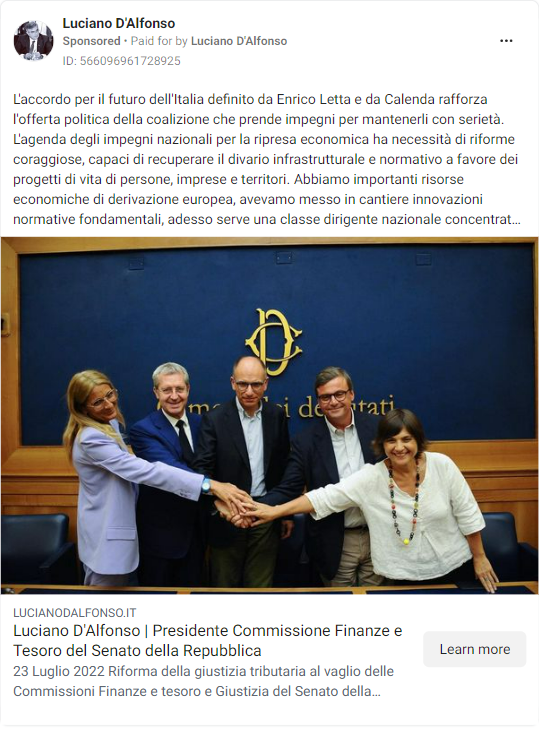 Luciano D'Alfonso
Sponsored • Paid for by Luciano D'Alfonso
ID: 566096961728925
L'accordo per il futuro dell'Italia definito da Enrico Letta e da Calenda rafforza
l'offerta politica della coalizione che prende impegni per mantenerli con serietà.
L'agenda degli impegni nazionali per la ripresa economica ha necessità di riforme
coraggiose, capaci di recuperare il divario infrastrutturale e normativo a favore dei
progetti di vita di persone, imprese e territori. Abbiamo importanti risorse
economiche di derivazione europea, avevamo messo in cantiere innovazioni
normative fondamentali, adesso serve una classe dirigente nazionale concentrat...
dei
LUCIANODALFONSO.IT
Luciano D'Alfonso | Presidente Commissione Finanze e
Tesoro del Senato della Repubblica
Learn more
23 Luglio 2022 Riforma della giustizia tributaria al vaglio delle
Commissioni Finanze e tesoro e Giustizia del Senato della...